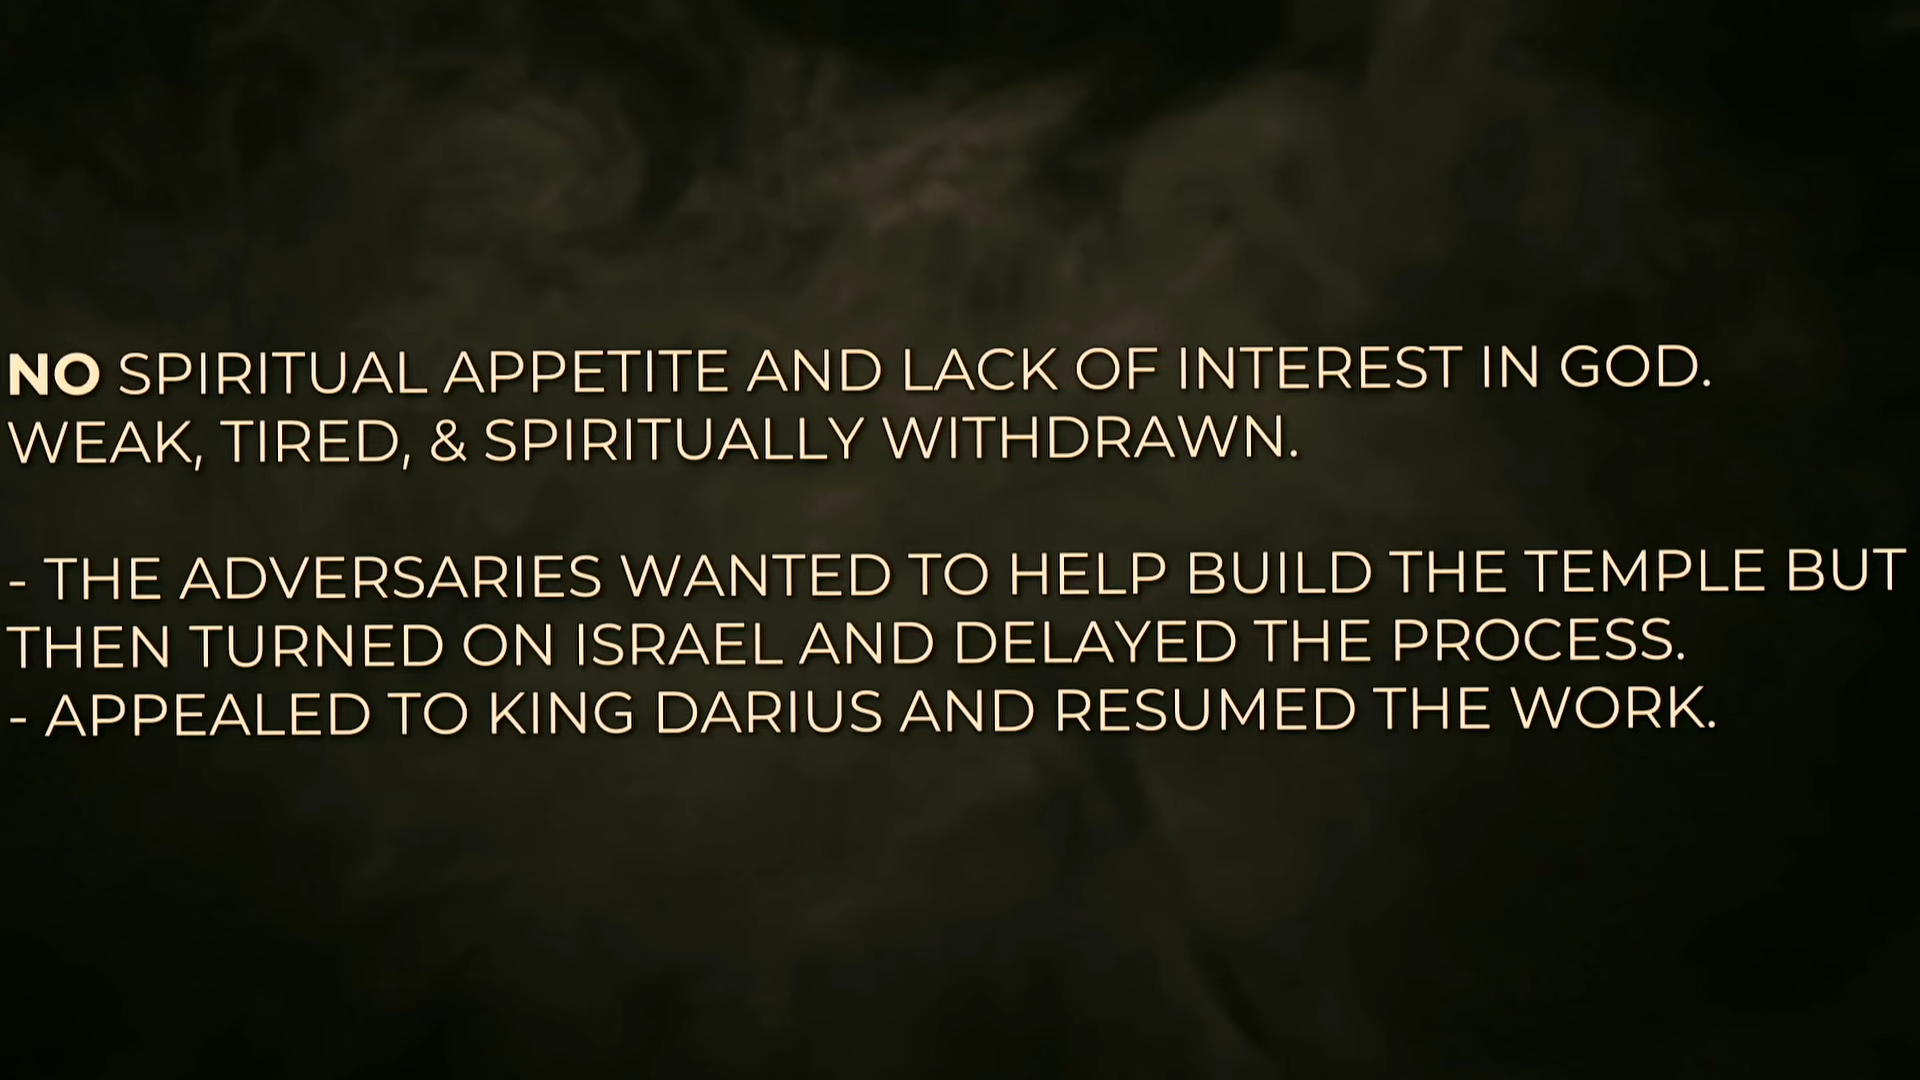 NO SPIRITUAL APPETITE AND LACK OF INTEREST IN GOD.
WEAK, TIRED, & SPIRITUALLY WITHDRAWN.
- THE ADVERSARIES WANTED TO HELP BUILD THE TEMPLE BUT
THEN TURNED ON ISRAEL AND DELAYED THE PROCESS.
- APPEALED TO KING DARIUS AND RESUMED THE WORK.